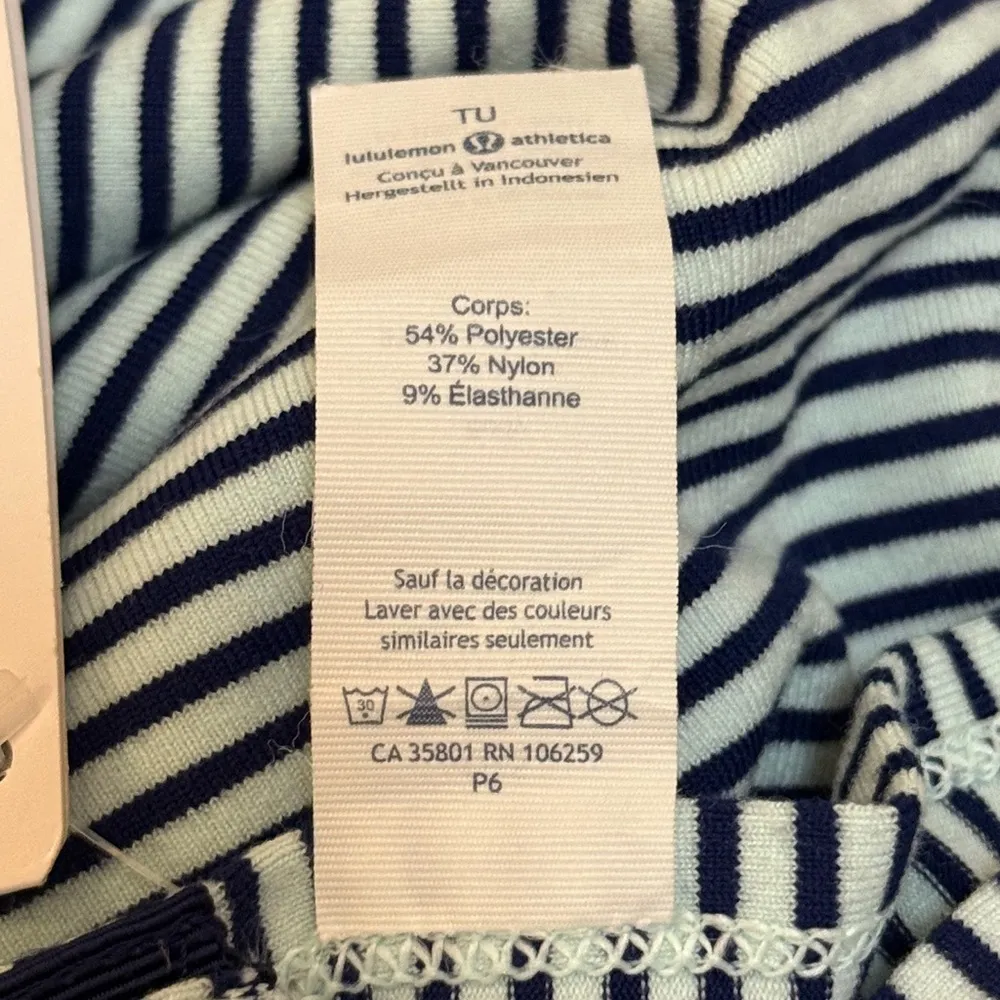 TU
lululemon athletica
Conçu à Vancouver
Hergestellt in Indonesien
Corps:
54% Polyester
37% Nylon
9% Élasthanne
Sauf la décoration
Laver avec des couleurs
similaires seulement
30
CA 35801 RN 106259
P6